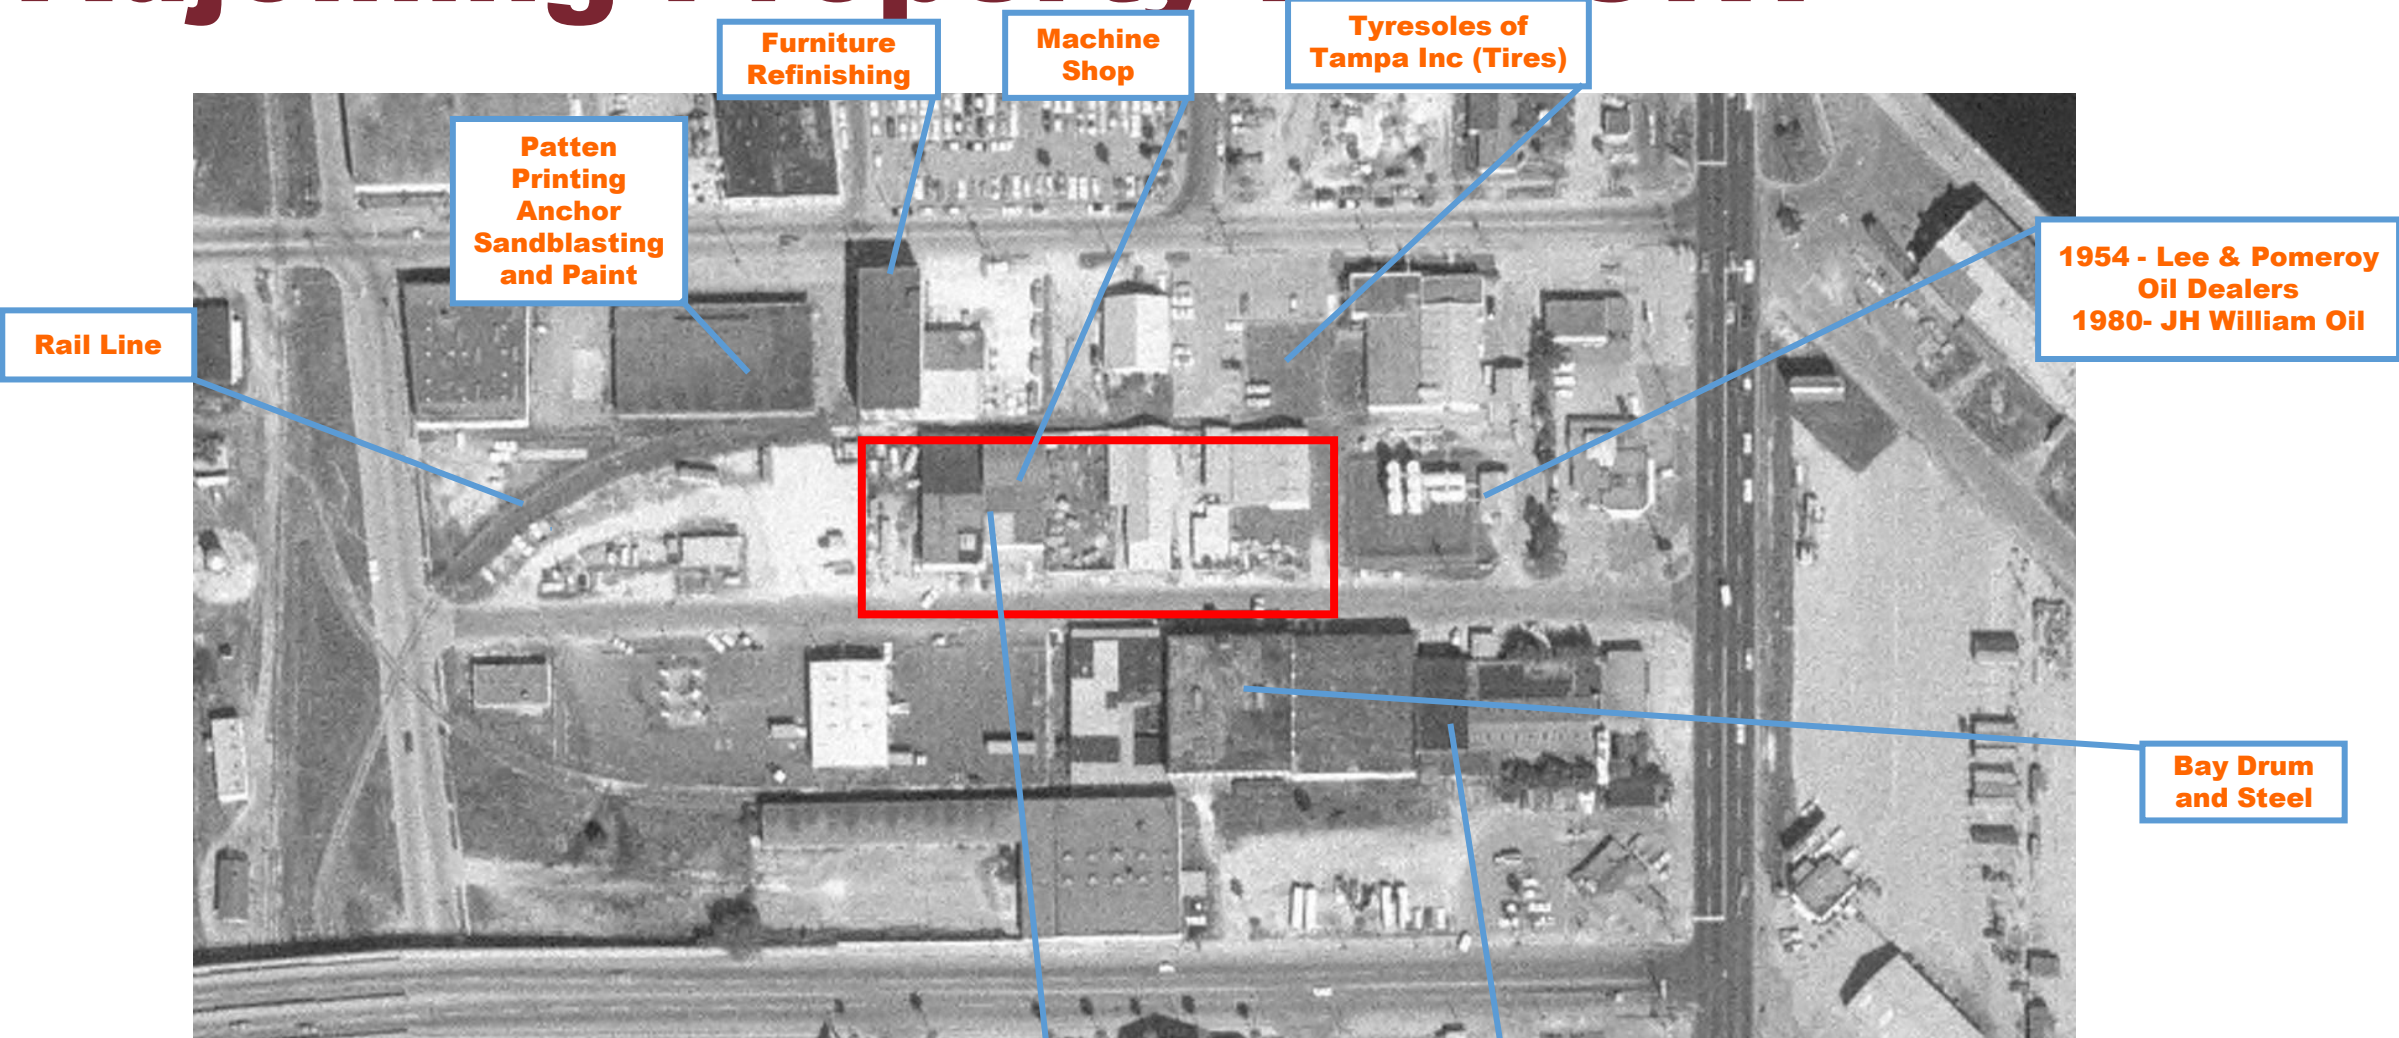 Property
Furniture
Refinishing
Machine
Shop
Tyresoles of
Tampa Inc (Tires)
Patten
Printing
Anchor
Sandblasting
and Paint
Rail Line
1954 - Lee & Pomeroy
Oil Dealers
1980- JH William Oil
Bay Drum
and Steel